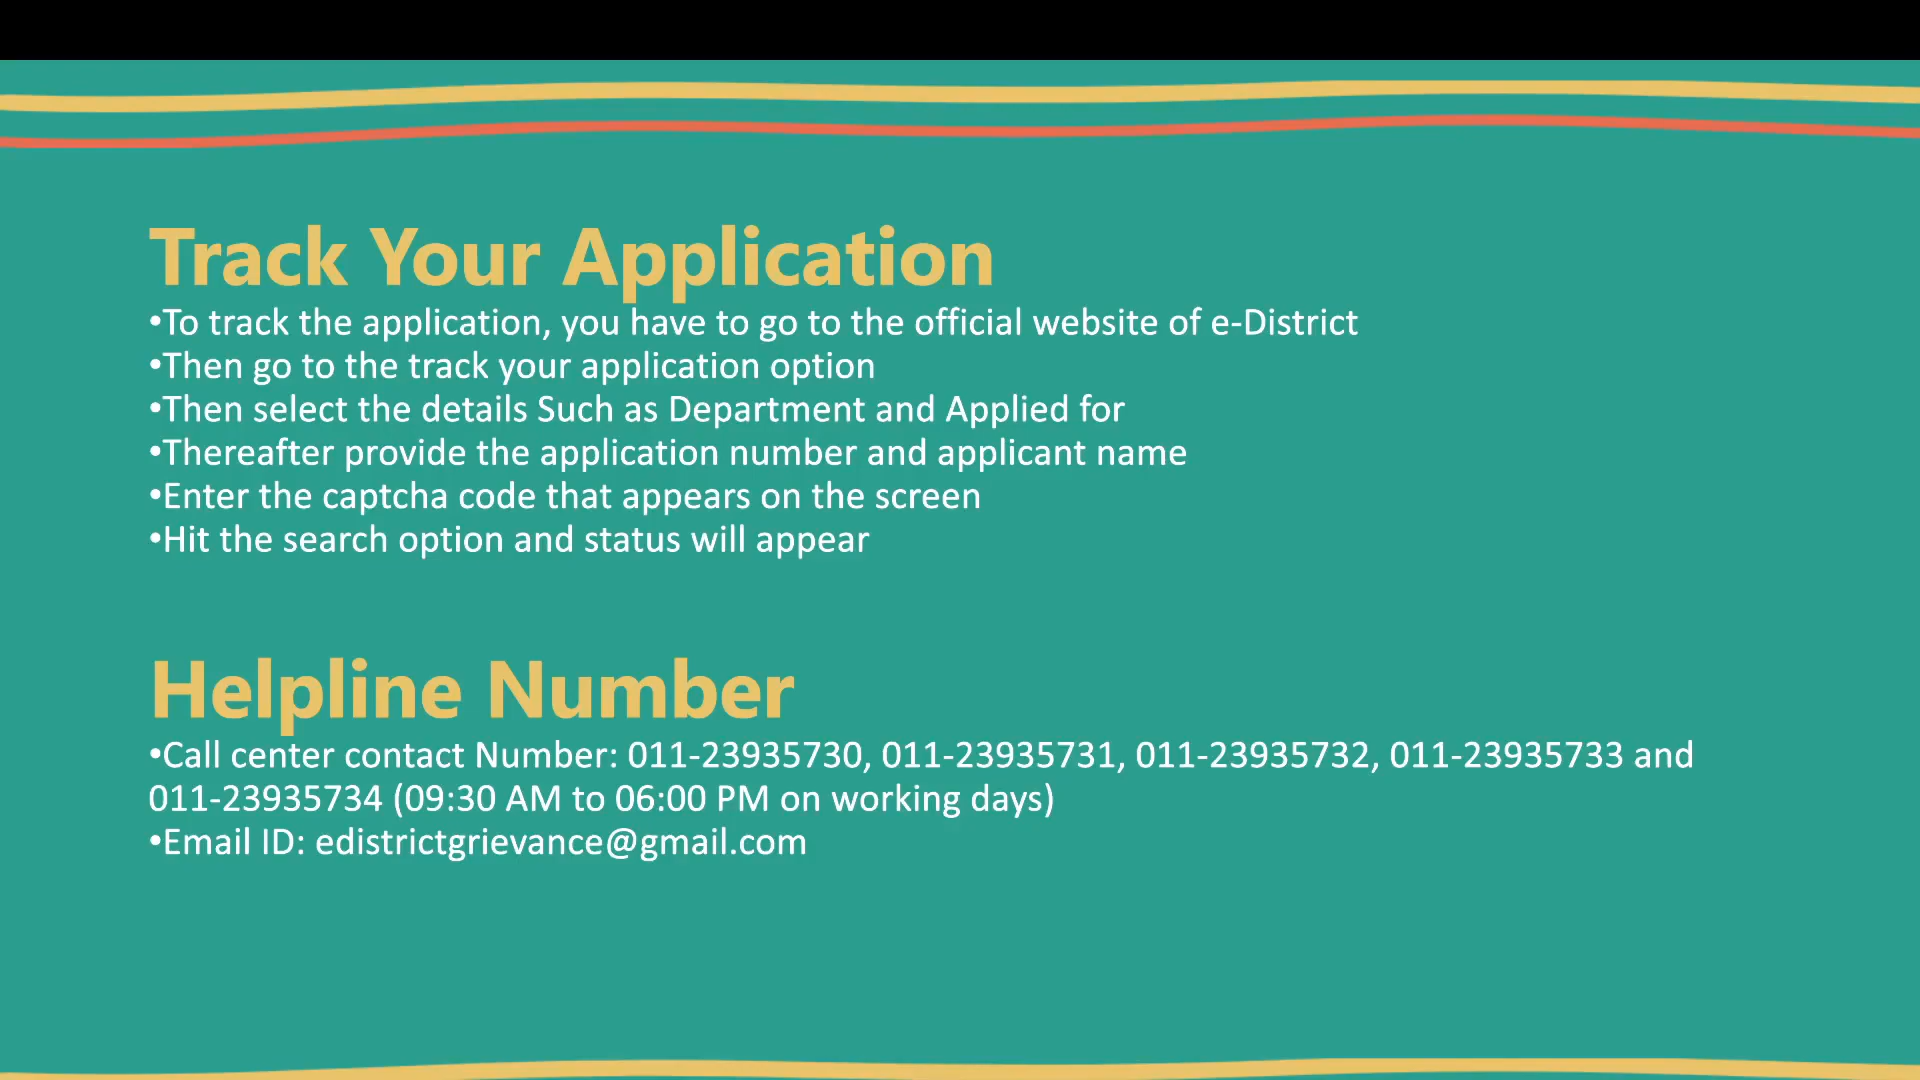 Track Your Application
•To track the application, you have to go to the official website of e-District
•Then go to the track your application option
•Then select the details Such as Department and Applied for
•Thereafter provide the application number and applicant name
•Enter the captcha code that appears on the screen
•Hit the search option and status will appear
Helpline Number
•Call center contact Number: 011-23935730, 011-23935731, 011-23935732, 011-23935733 and
011-23935734 (09:30 AM to 06:00 PM on working days)
•Email ID: edistrictgrievance@gmail.com